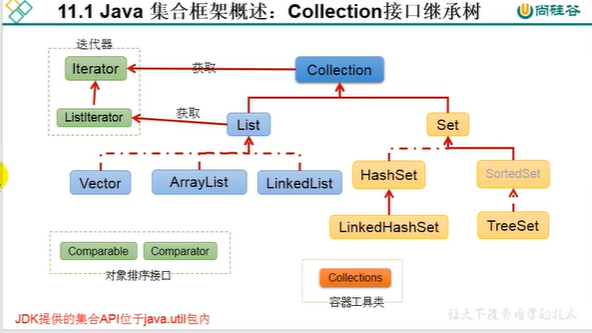 11.1 Java 集合框架概述：Collection接口继承树
尚硅谷
迭代器
Iterator
获取
Collection
ListIterator
获取
List
Set
Vector
ArrayList
LinkedList
HashSet
SortedSet
LinkedHashSet
TreeSet
Comparable
Comparator
对象排序接口
Collections
容器工具类
JDK提供的集合API位于java.util包内
让天下没有难学的技术